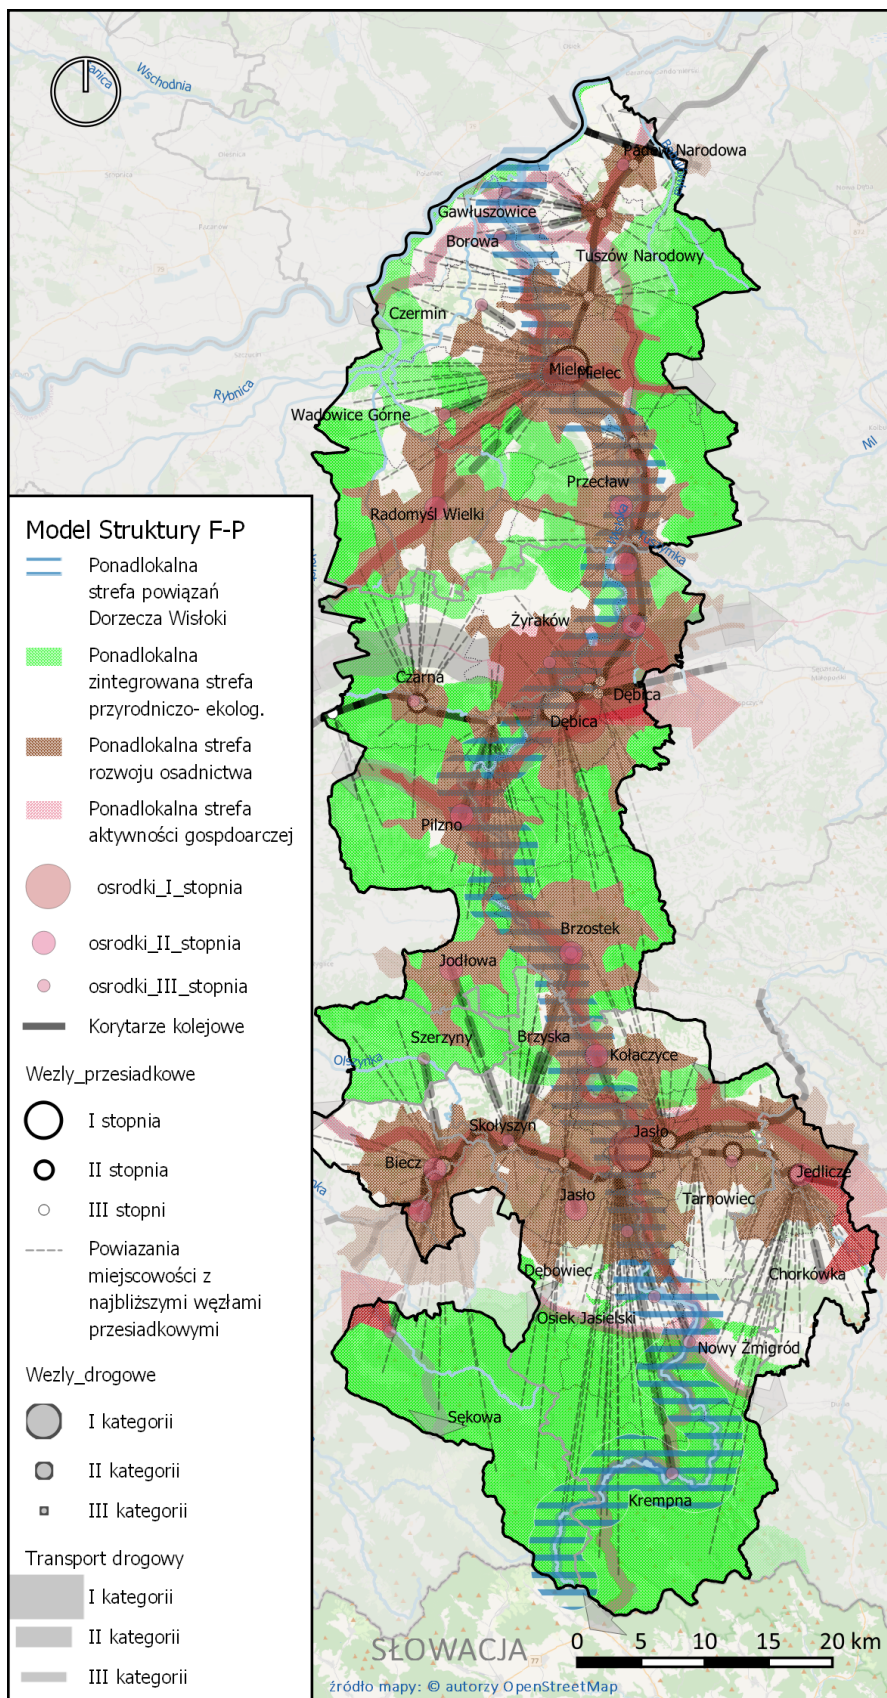 Wschodnia
Padew Narodowa
Gawłuszowice
Borowa
Tuszów Narodowy
Czermin
Mielec
Mielec
Rybnica
Wadowice Górne
Przecław
Radomyśl Wielki
Żyraków
Czarna
Dębica
Dębica
Pilzno
Brzostek
Jodłowa
Szerzyny
Brzyska
Kołaczyce
Olszynka
Skołyszyn
Jasło
Biecz
Jedlicze
Jasło
Tarnowiec
Dębowiec
Chorkówka
Osiek Jasielski
Nowy Żmigród
Sękowa
Krempna
SŁOWACJA
0 5 10 15 20 km
źródło mapy: © autorzy OpenStreetMap
Model Struktury F-P
Ponadlokalna
strefa powiązań
Dorzecza Wisłoki
Ponadlokalna
zintegrowana strefa
przyrodniczo- ekolog.
Ponadlokalna strefa
rozwoju osadnictwa
Ponadlokalna strefa
aktywności gospdoarczej
osrodki_I_stopnia
osrodki_II_stopnia
osrodki_III_stopnia
Korytarze kolejowe
Wezly_przesiadkowe
I stopnia
II stopnia
III stopni
Powiazania
miejscowości z
najbliższymi węzłami
przesiadkowymi
Wezly_drogowe
I kategorii
II kategorii
III kategorii
Transport drogowy
I kategorii
II kategorii
III kategorii